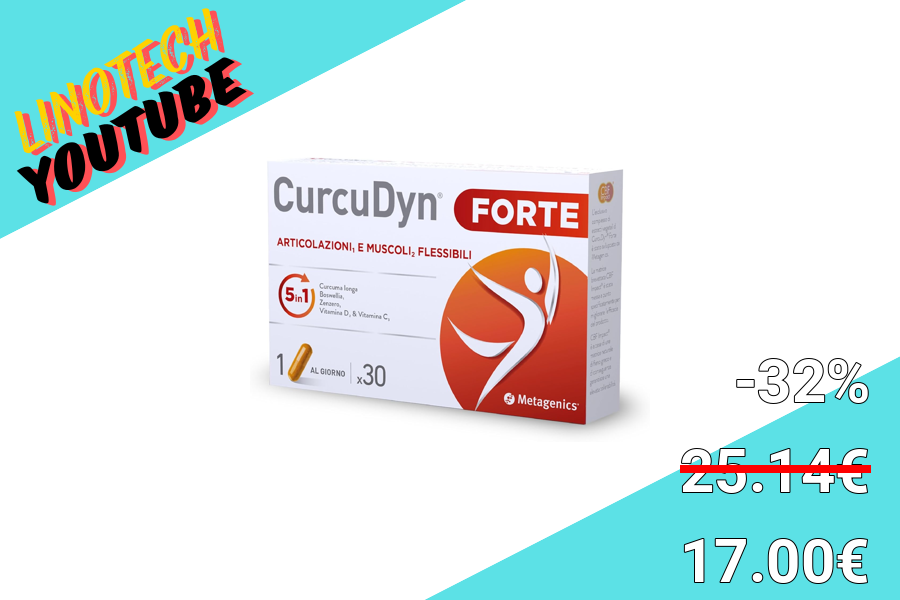 LINOTECH
YOUTUBE
CurcuDyn® FORTE
ARTICOLAZIONI₁ E MUSCOLI₂ FLESSIBILI
5in1
Curcuma longa
Boswellia,
Zenzero,
Vitamina D₁ & Vitamina C₂
1 AL GIORNO x30
Metagenics®
-32%
25.14€
17.00€